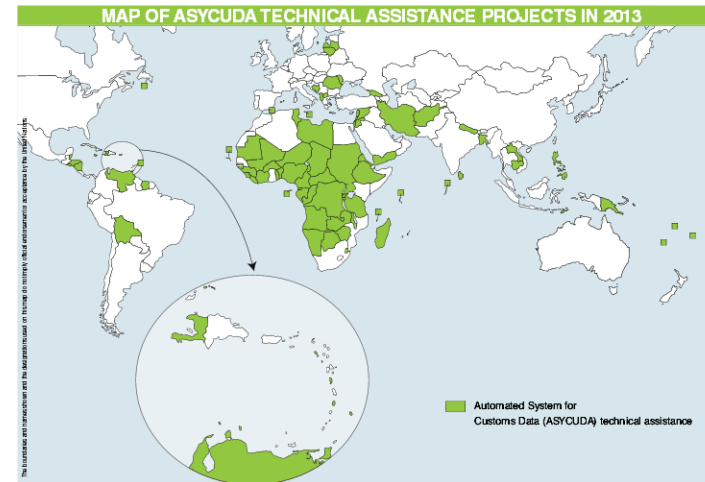 MAP OF ASYCUDA TECHNICAL ASSISTANCE PROJECTS IN 2013
The boundaries and names shown and the designations used on this map do not imply official endorsement or acceptance by the United Nations.
Automated System for
Customs Data (ASYCUDA) technical assistance